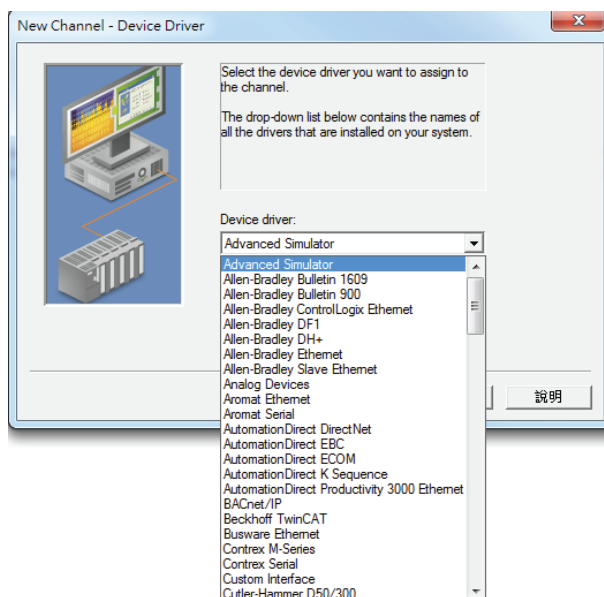 New Channel - Device Driver
Select the device driver you want to assign to
the channel.
The drop-down list below contains the names of
all the drivers that are installed on your system.
Device driver:
Advanced Simulator
Advanced Simulator
Allen-Bradley Bulletin 1609
Allen-Bradley Bulletin 900
Allen-Bradley ControlLogix Ethernet
Allen-Bradley DF1
Allen-Bradley DH+
Allen-Bradley Ethernet
Allen-Bradley Slave Ethernet
Analog Devices
Aromat Ethernet
Aromat Serial
AutomationDirect DirectNet
AutomationDirect EBC
AutomationDirect ECOM
AutomationDirect K Sequence
AutomationDirect Productivity 3000 Ethernet
BACnet/IP
Beckhoff TwinCAT
Busware Ethernet
Contrex M-Series
Contrex Serial
Custom Interface
Cutler-Hammer D50/300
說明